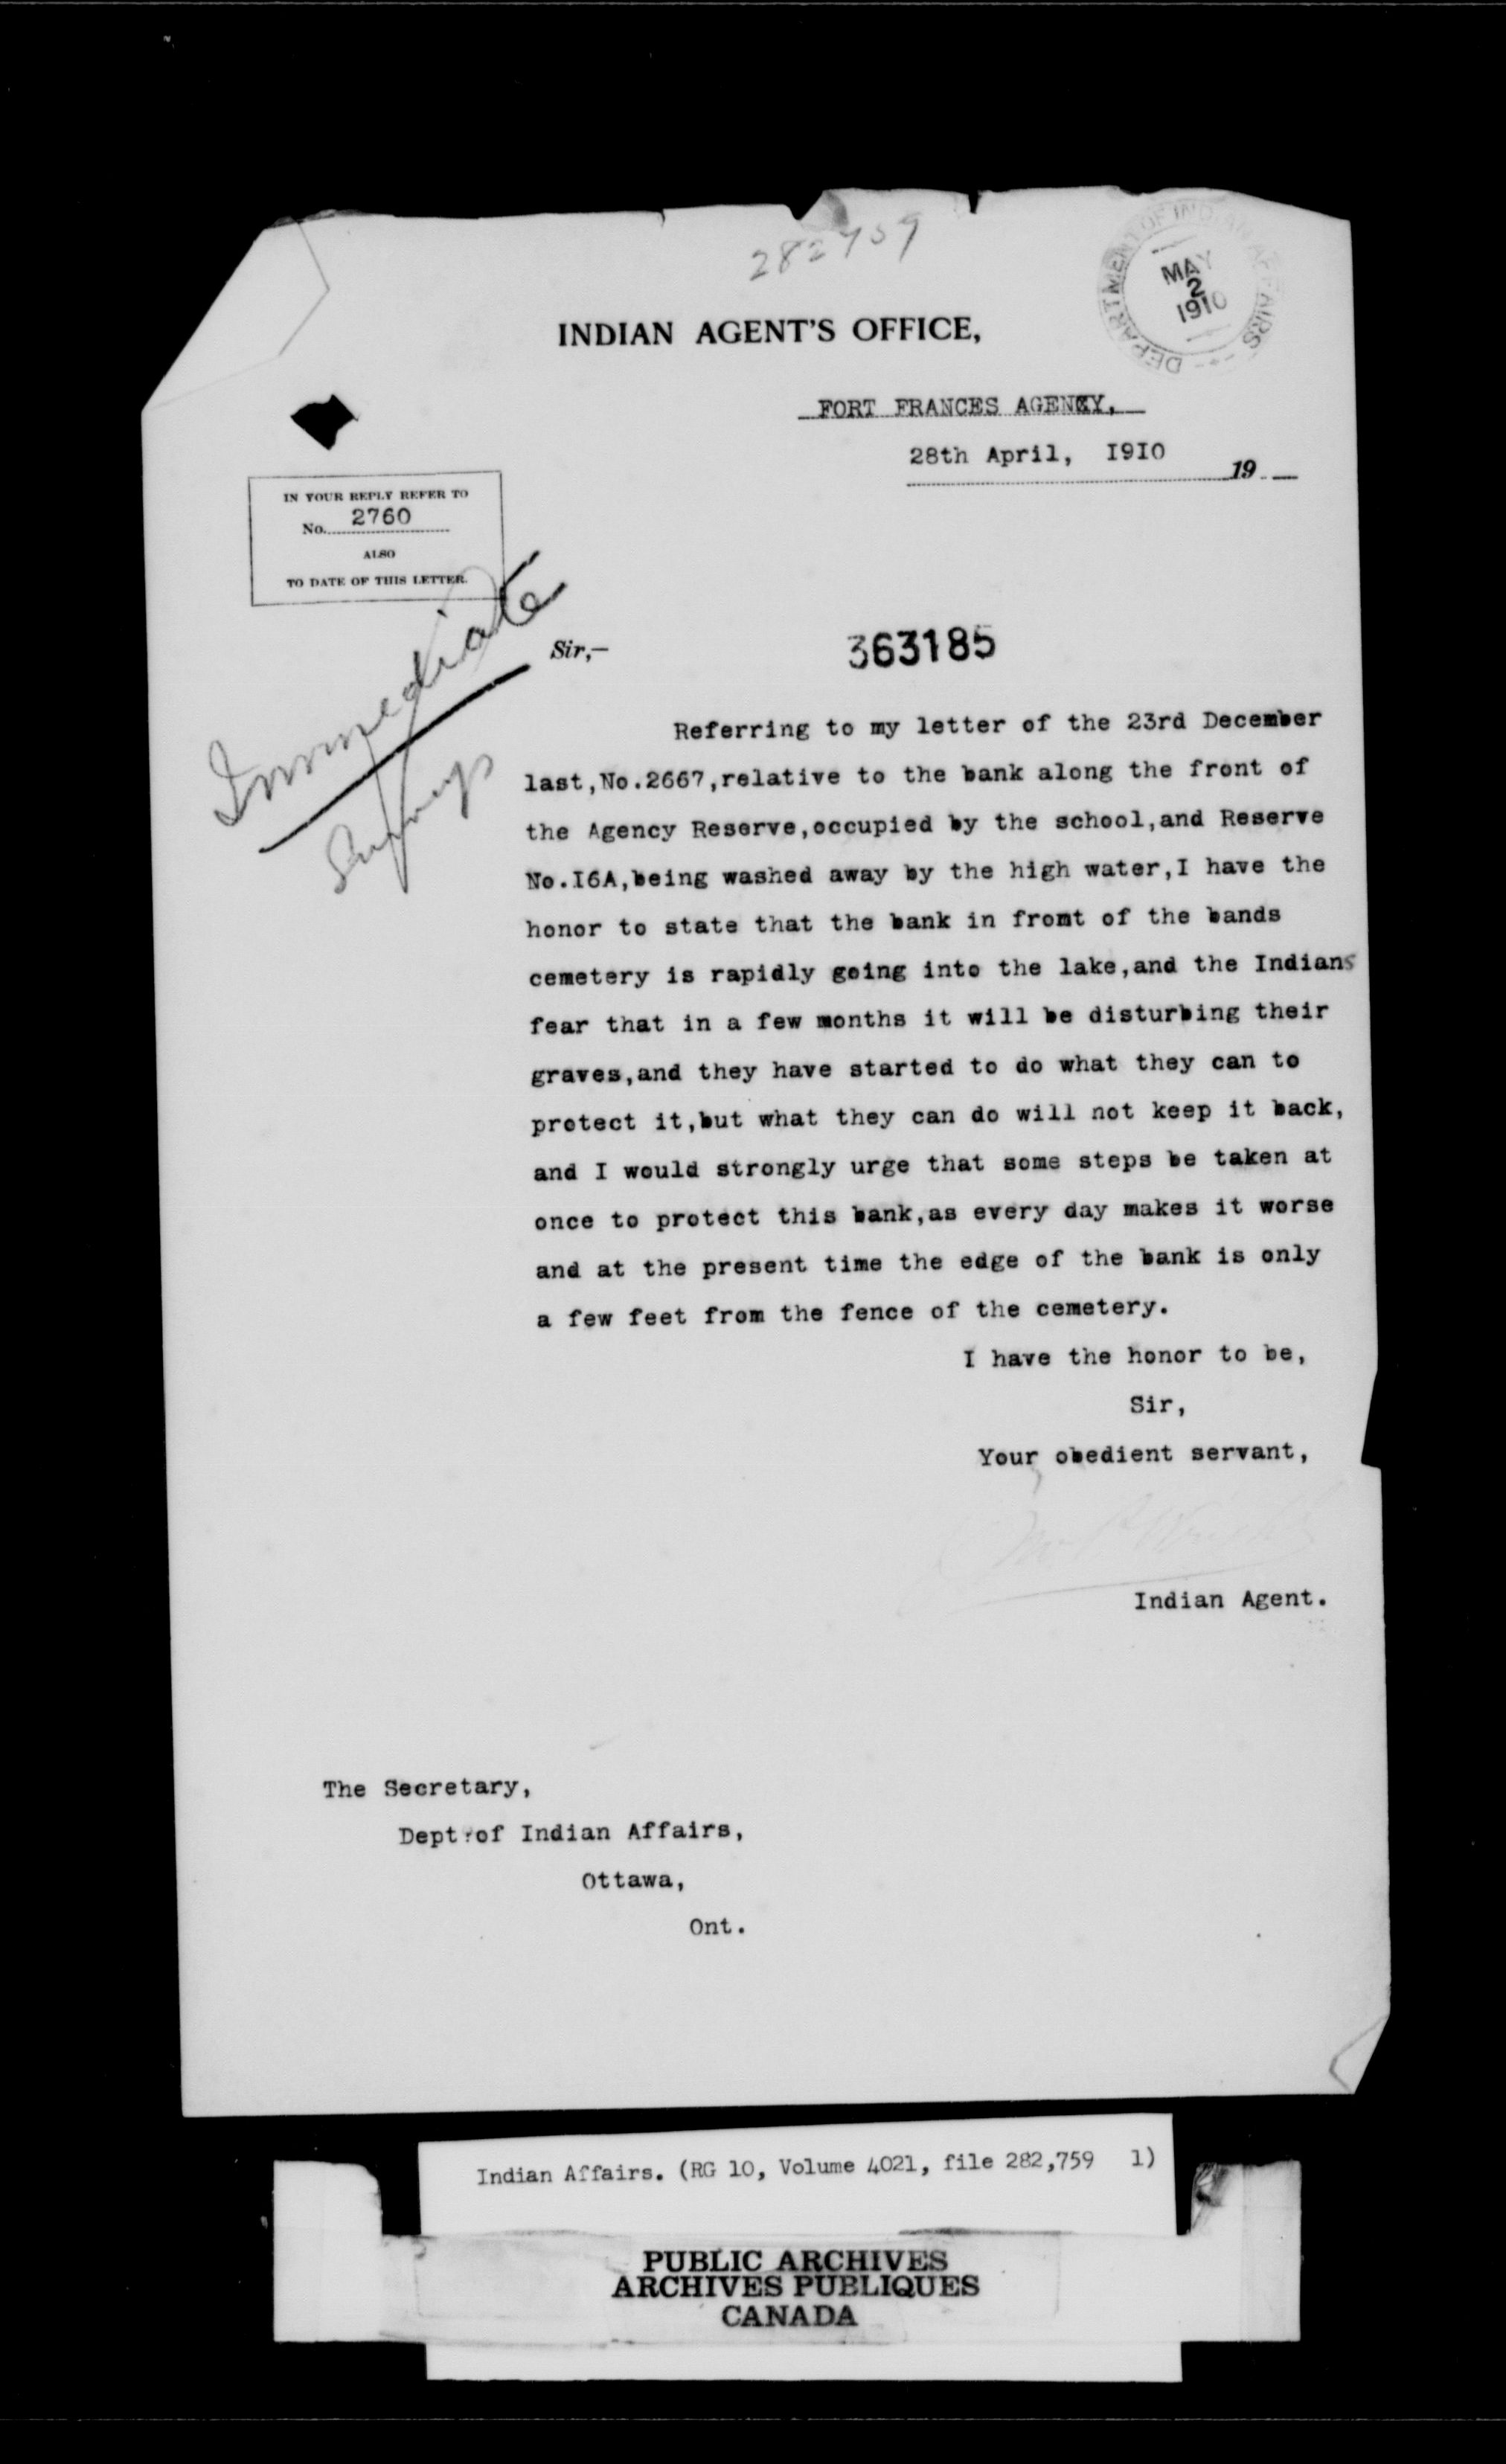 282759
DEPARTMENT OF INDIAN AFFAIRS
MAY
2
1910
INDIAN AGENT'S OFFICE,
FORT FRANCES AGENCY,
28th April, I9I0 19
IN YOUR REPLY REFER TO
No. 2760
ALSO
TO DATE OF THIS LETTER.
Immediate
Surveys
Sir,-
363185
Referring to my letter of the 23rd December
last,No.2667,relative to the bank along the front of
the Agency Reserve,occupied by the school,and Reserve
No.I6A,being washed away by the high water,I have the
honor to state that the bank in fromt of the bands
cemetery is rapidly going into the lake,and the Indians
fear that in a few months it will be disturbing their
graves,and they have started to do what they can to
protect it,but what they can do will not keep it back,
and I would strongly urge that some steps be taken at
once to protect this bank,as every day makes it worse
and at the present time the edge of the bank is only
a few feet from the fence of the cemetery.
I have the honor to be,
Sir,
Your obedient servant,
Indian Agent.
The Secretary,
Dept.of Indian Affairs,
Ottawa,
Ont.
Indian Affairs. (RG 10, Volume 4021, file 282,759 1)
PUBLIC ARCHIVES
ARCHIVES PUBLIQUES
CANADA